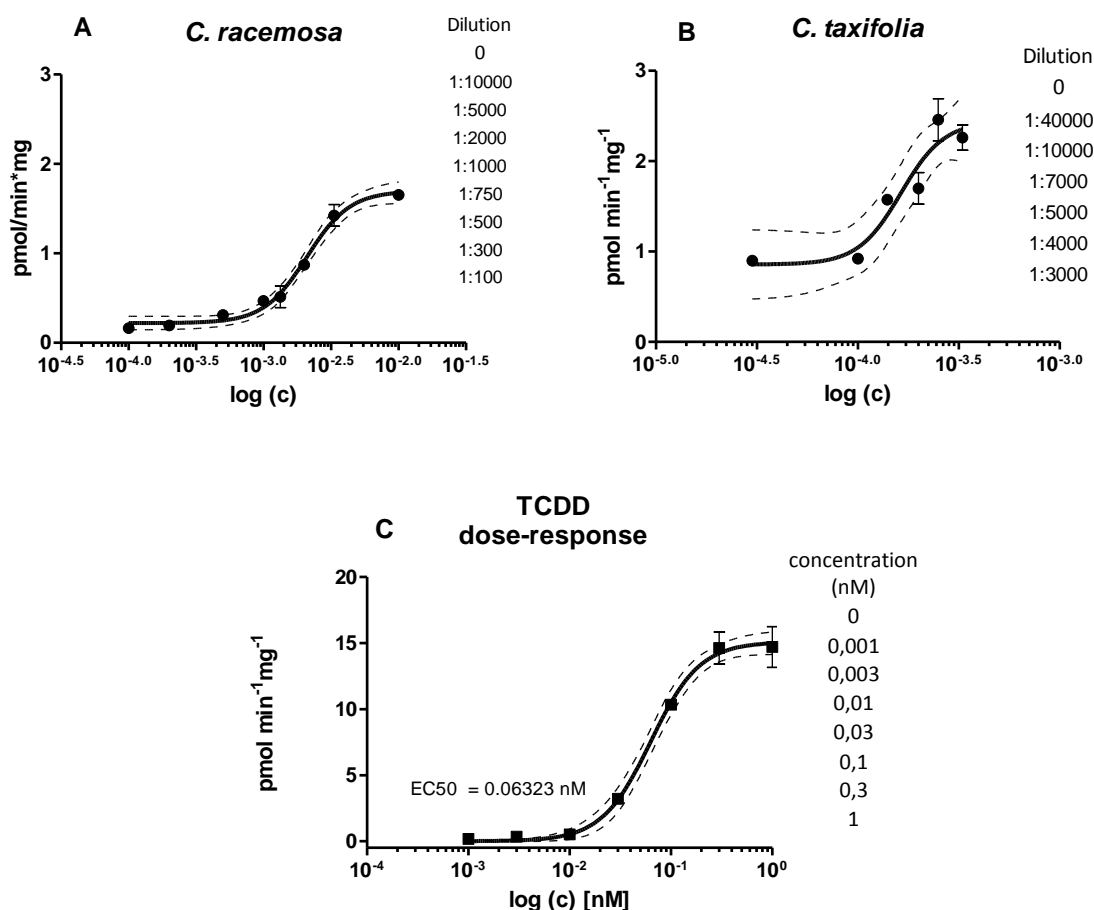 A
C. racemosa
Dilution
0
1:10000
1:5000
1:2000
1:1000
1:750
1:500
1:300
1:100
pmol/min*mg
3
2
1
0
10-4.5 10-4.0 10-3.5 10-3.0 10-2.5 10-2.0 10-1.5
log (c)
B
C. taxifolia
Dilution
0
1:40000
1:10000
1:7000
1:5000
1:4000
1:3000
pmol min-1mg-1
3
2
1
0
10-5.0 10-4.5 10-4.0 10-3.5 10-3.0
log (c)
C
TCDD
dose-response
concentration
(nM)
0
0,001
0,003
0,01
0,03
0,1
0,3
1
pmol min-1mg-1
20
15
10
5
0
EC50 = 0.06323 nM
10-4 10-3 10-2 10-1 100
log (c) [nM]